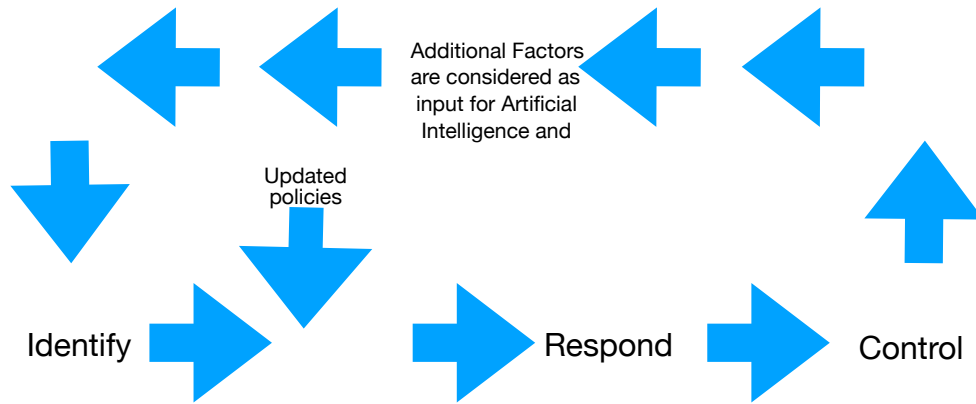 Additional Factors
are considered as
input for Artificial
Intelligence and
Updated
policies
Identify
Respond
Control